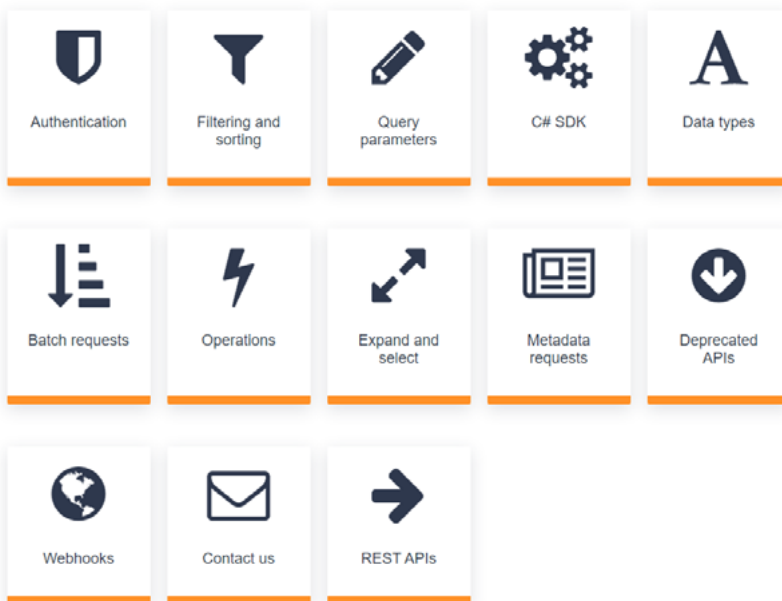 Authentication
Filtering and
sorting
Query
parameters
C# SDK
Data types
Batch requests
Operations
Expand and
select
Metadata
requests
Deprecated
APIs
Webhooks
Contact us
REST APIs